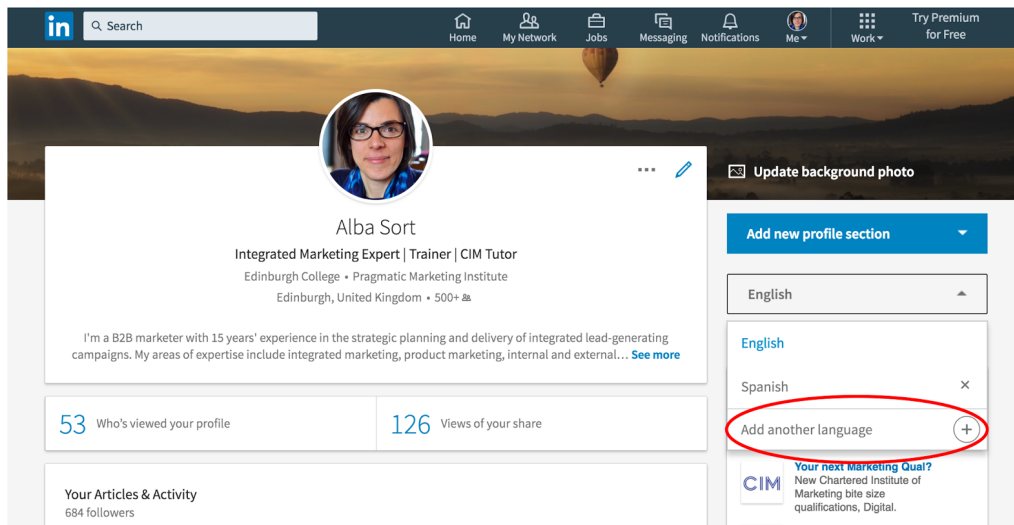 in
Search
Home
My Network
Jobs
Messaging
Notifications
Me
Work
Try Premium
for Free
Update background photo
Alba Sort
Integrated Marketing Expert | Trainer | CIM Tutor
Edinburgh College • Pragmatic Marketing Institute
Edinburgh, United Kingdom • 500+
I'm a B2B marketer with 15 years' experience in the strategic planning and delivery of integrated lead-generating
campaigns. My areas of expertise include integrated marketing, product marketing, internal and external… See more
53 Who's viewed your profile
126 Views of your share
Your Articles & Activity
684 followers
Add new profile section
English
English
Spanish
Add another language
CIM
Your next Marketing Qual?
New Chartered Institute of
Marketing bite size
qualifications, Digital.